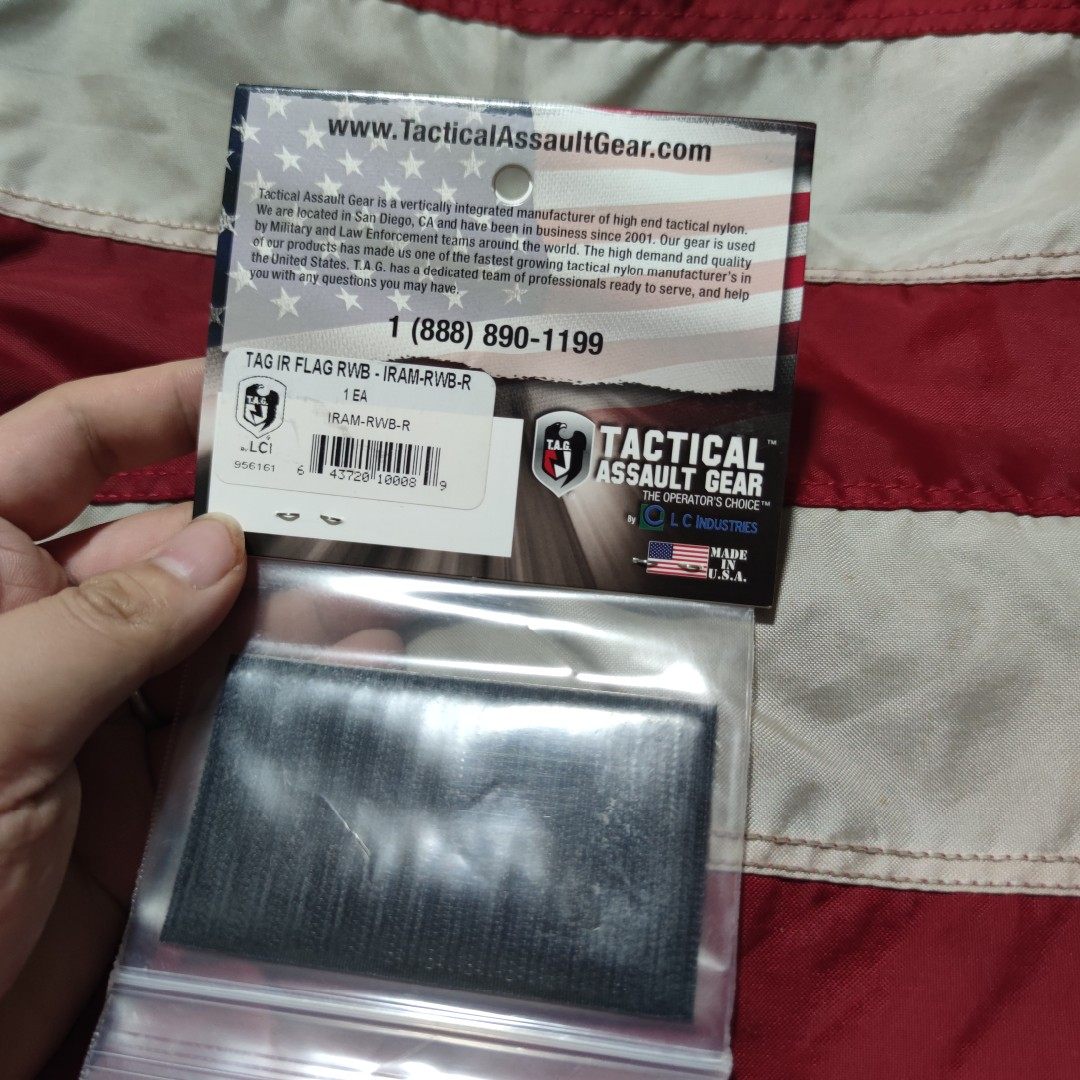 www.TacticalAssaultGear.com
Tactical Assault Gear is a vertically integrated manufacturer of high end tactical nylon.
We are located in San Diego, CA and have been in business since 2001. Our gear is used
by Military and Law Enforcement teams around the world. The high demand and quality
of our products has made us one of the fastest growing tactical nylon manufacturer's in
the United States. T.A.G. has a dedicated team of professionals ready to serve, and help
you with any questions you may have.
1 (888) 890-1199
TAG IR FLAG RWB - IRAM-RWB-R
1 EA
IRAM-RWB-R
T.A.G.
By LCI
956161
6 43720 10008 9
T.A.G.
TACTICAL™
ASSAULT GEAR
THE OPERATOR'S CHOICE™
By L C INDUSTRIES
MADE
IN
U.S.A.